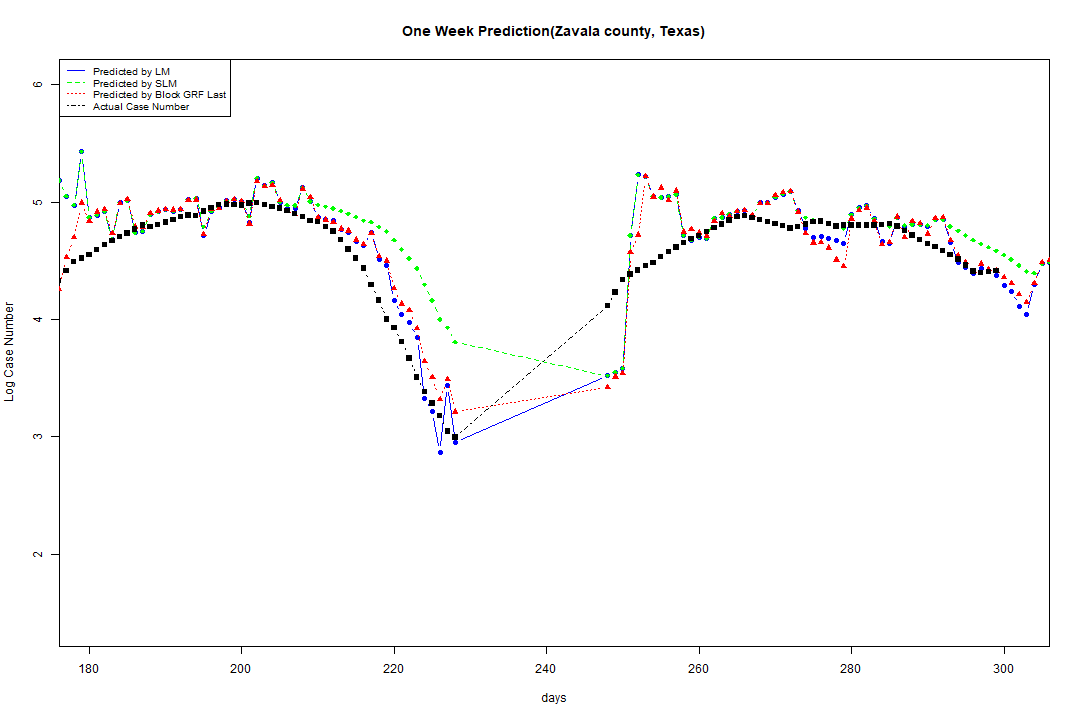 One Week Prediction(Zavala county, Texas)
Predicted by LM
Predicted by SLM
Predicted by Block GRF Last
Actual Case Number
6
5
4
3
2
Log Case Number
180 200 220 240 260 280 300
days